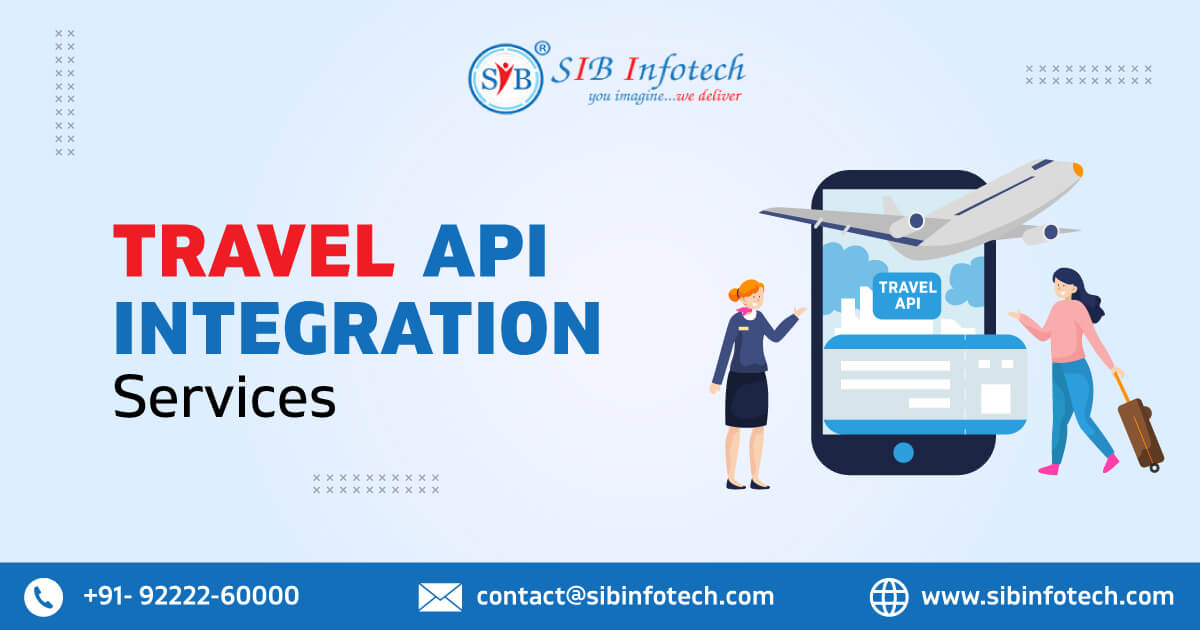 SIB
®
SIB Infotech
you imagine...we deliver
TRAVEL API
INTEGRATION
Services
TRAVEL
API
+91- 92222-60000
contact@sibinfotech.com
www.sibinfotech.com